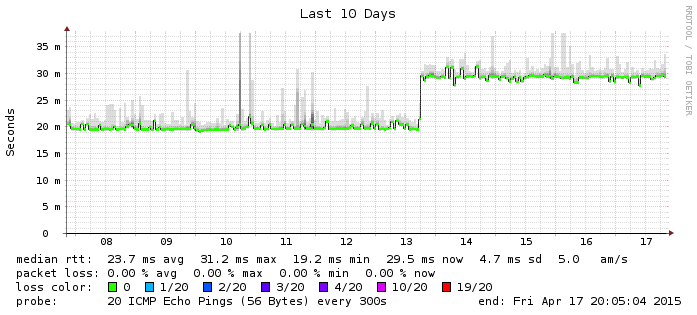 Last 10 Days
RRDTOOL / TOBI OETIKER
Seconds
35 m
30 m
25 m
20 m
15 m
10 m
5 m
0
08 09 10 11 12 13 14 15 16 17
median rtt: 23.7 ms avg 31.2 ms max 19.2 ms min 29.5 ms now 4.7 ms sd 5.0 am/s
packet loss: 0.00 % avg 0.00 % max 0.00 % min 0.00 % now
loss color: 0 1/20 2/20 3/20 4/20 10/20 19/20
probe: 20 ICMP Echo Pings (56 Bytes) every 300s end: Fri Apr 17 20:05:04 2015